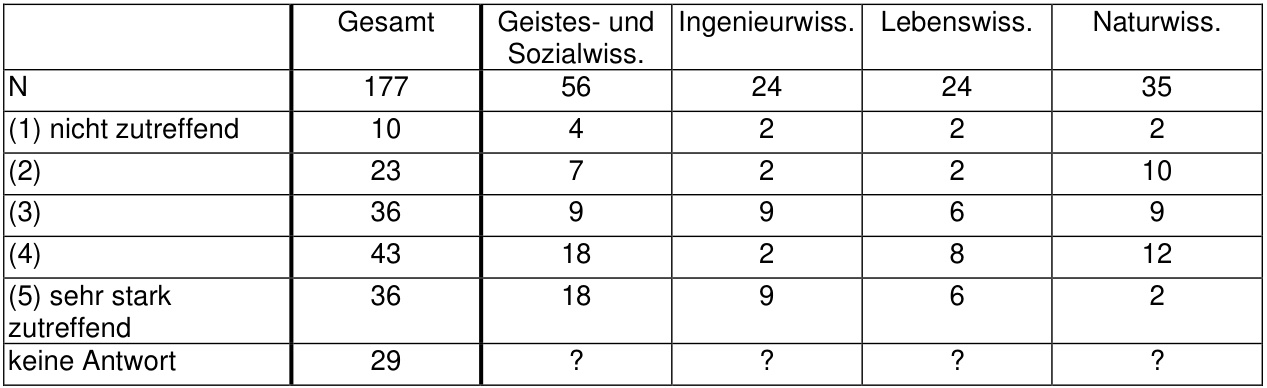 Gesamt Geistes- und Ingenieurwiss. Lebenswiss. Naturwiss.
Sozialwiss.
N 177 56 24 24 35
(1) nicht zutreffend 10 4 2 2 2
(2) 23 7 2 2 10
(3) 36 9 9 6 9
(4) 43 18 2 8 12
(5) sehr stark 36 18 9 6 2
zutreffend
keine Antwort 29 ? ? ? ?